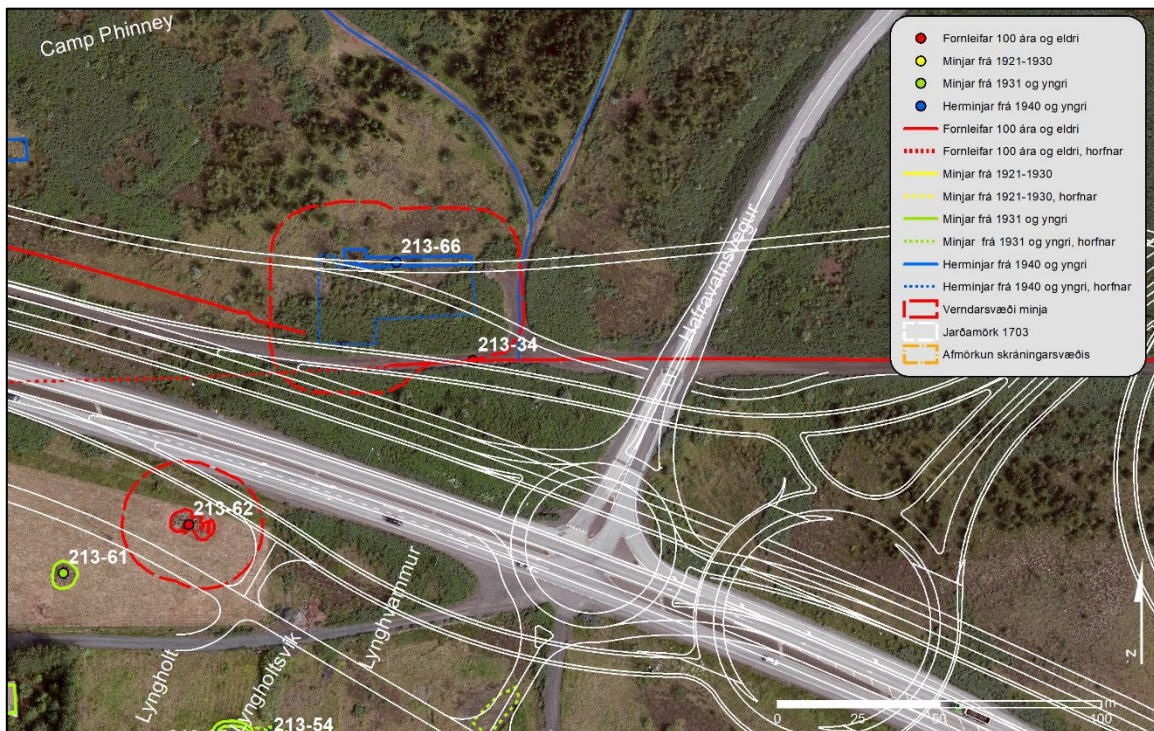 Camp Phinney
Fornleifar 100 ára og eldri
Minjar frá 1921-1930
Minjar frá 1931 og yngri
Herminjar frá 1940 og yngri
Fornleifar 100 ára og eldri
Fornleifar 100 ára og eldri, horfnar
Minjar frá 1921-1930
Minjar frá 1921-1930, horfnar
Minjar frá 1931 og yngri
Minjar frá 1931 og yngri, horfnar
Herminjar frá 1940 og yngri
Herminjar frá 1940 og yngri, horfnar
Verndarsvæði minja
Jarðamörk 1703
Afmörkun skráningarsvæðis
213-66
Hafravatnsvegur
213-34
213-62
213-61
Lyngholt
Lyngholtsvík
Lynghvammur
213-54
z.
m
0
25
50
100